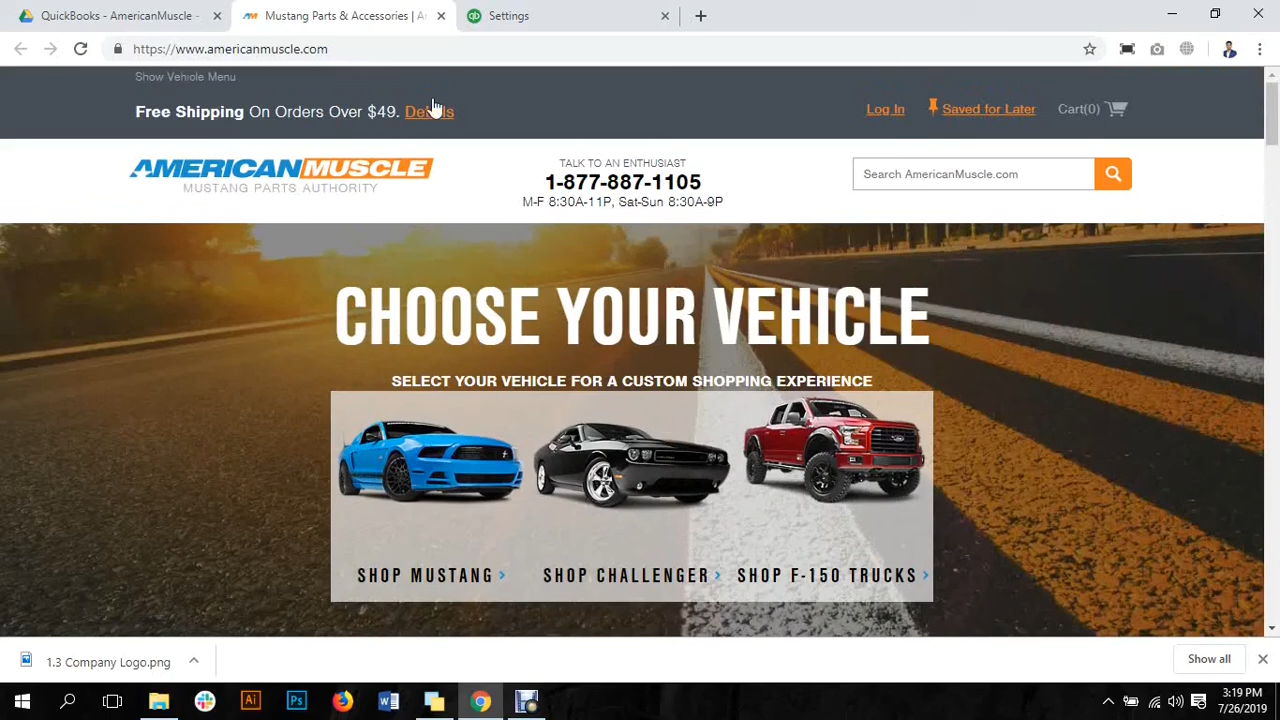 QuickBooks - AmericanMuscle -
Mustang Parts & Accessories | A
Settings
https://www.americanmuscle.com
Show Vehicle Menu
Free Shipping On Orders Over $49. Details
Log In
Saved for Later
Cart(0)
AMERICANMUSCLE
MUSTANG PARTS AUTHORITY
TALK TO AN ENTHUSIAST
1-877-887-1105
M-F 8:30A-11P, Sat-Sun 8:30A-9P
Search AmericanMuscle.com
CHOOSE YOUR VEHICLE
SELECT YOUR VEHICLE FOR A CUSTOM SHOPPING EXPERIENCE
SHOP MUSTANG
SHOP CHALLENGER
SHOP F-150 TRUCKS
1.3 Company Logo.png
Show all
3:19 PM
7/26/2019